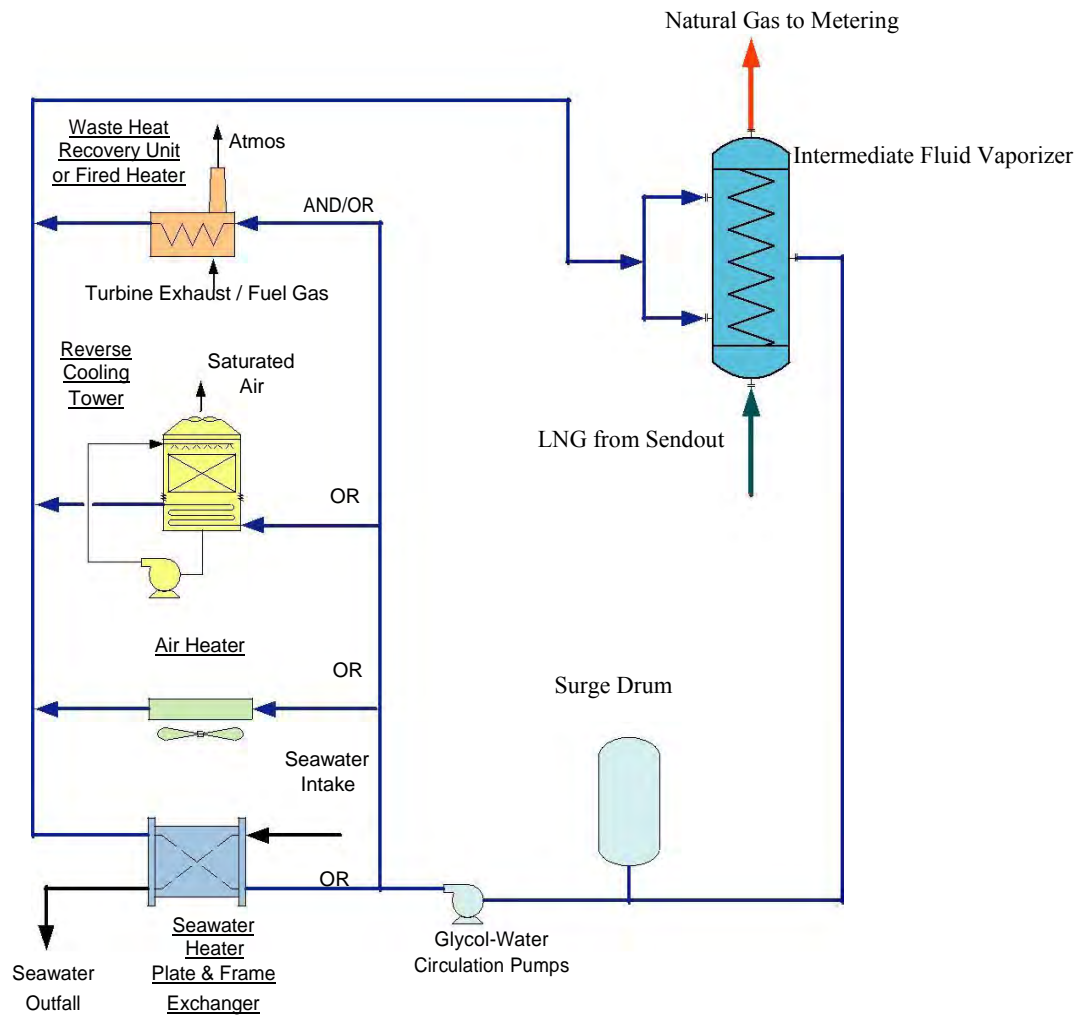 Natural Gas to Metering
Waste Heat
Recovery Unit
or Fired Heater
Atmos
Intermediate Fluid Vaporizer
AND/OR
Turbine Exhaust / Fuel Gas
Reverse
Cooling
Tower
Saturated
Air
LNG from Sendout
OR
Air Heater
OR
Surge Drum
Seawater
Intake
OR
Seawater
Heater
Plate & Frame
Exchanger
Glycol-Water
Circulation Pumps
Seawater
Outfall